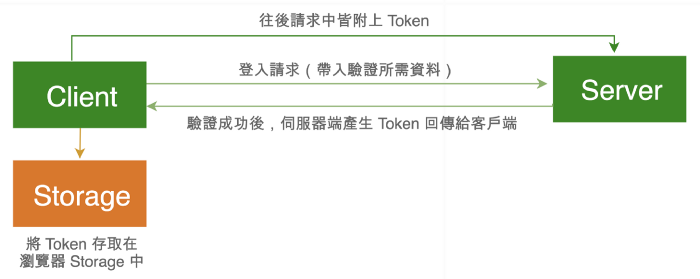 往後請求中皆附上 Token
登入請求（帶入驗證所需資料）
Client
Server
驗證成功後，伺服器端產生 Token 回傳給客戶端
Storage
將 Token 存取在
瀏覽器 Storage 中